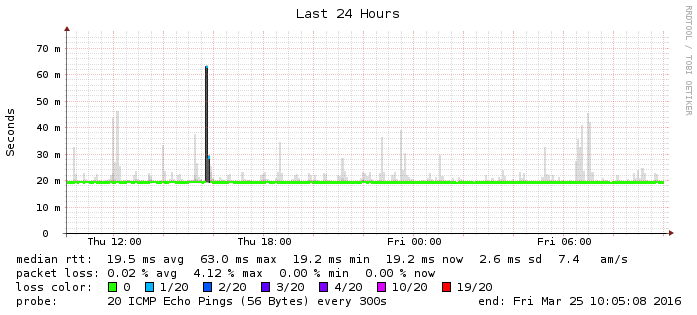 Last 24 Hours
RRDTOOL / TOBI OETIKER
Seconds
70 m
60 m
50 m
40 m
30 m
20 m
10 m
0
Thu 12:00 Thu 18:00 Fri 00:00 Fri 06:00
median rtt: 19.5 ms avg 63.0 ms max 19.2 ms min 19.2 ms now 2.6 ms sd 7.4 am/s
packet loss: 0.02 % avg 4.12 % max 0.00 % min 0.00 % now
loss color: 0 1/20 2/20 3/20 4/20 10/20 19/20
probe: 20 ICMP Echo Pings (56 Bytes) every 300s end: Fri Mar 25 10:05:08 2016